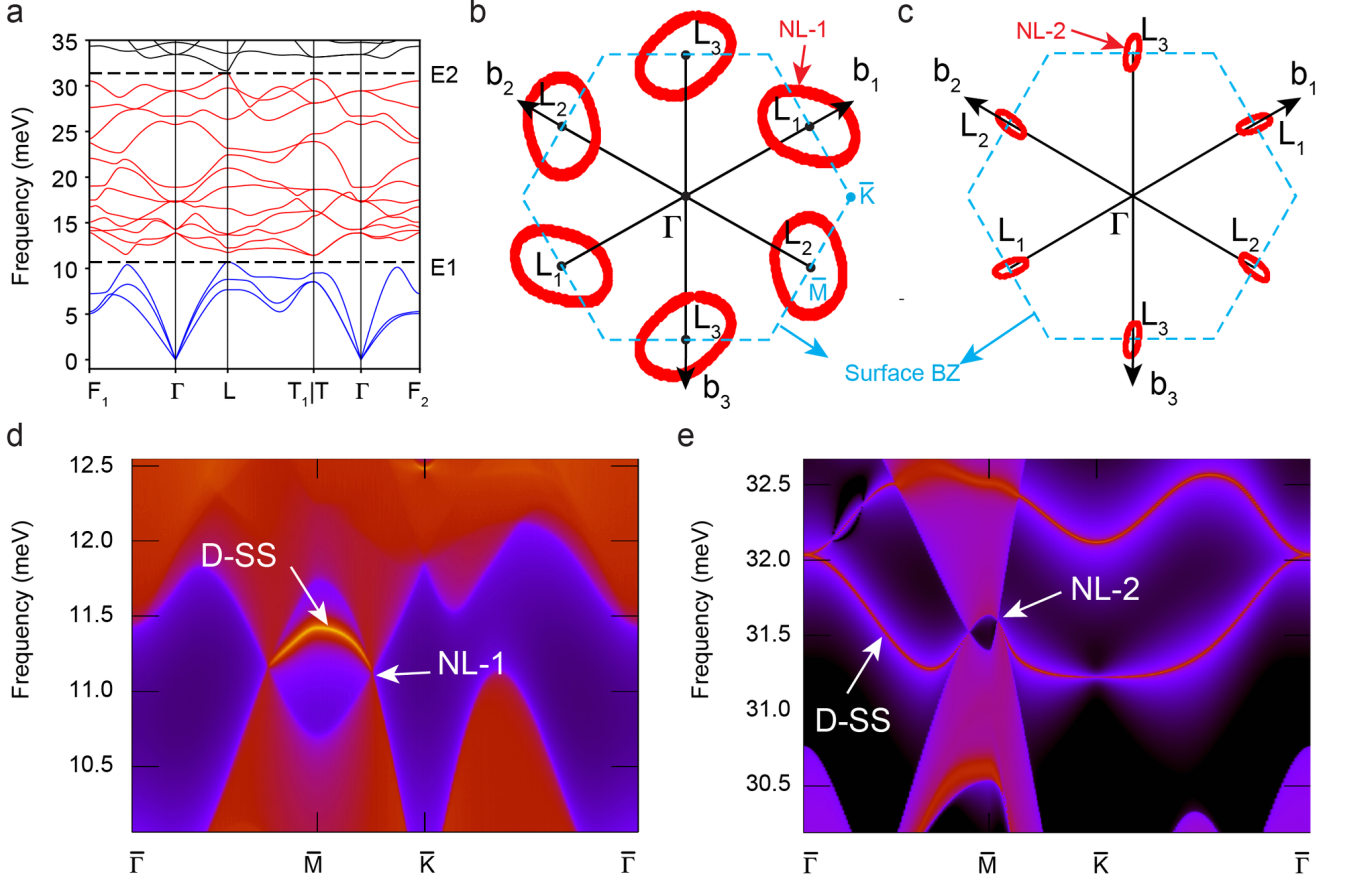 a
35
30
25
20
15
10
5
0
Frequency (meV)
E2
E1
F1 Γ L T1|T Γ F2
b
NL-1
L3
b2
b1
L2
L1
K̅
Γ
L2
L1
M̅
L3
b3
Surface BZ
c
NL-2
L3
b2
b1
L2
L1
Γ
L1
L2
L3
b3
d
12.5
12.0
11.5
11.0
10.5
Frequency (meV)
D-SS
NL-1
Γ̅ M̅ K̅ Γ̅
e
32.5
32.0
31.5
31.0
30.5
Frequency (meV)
NL-2
D-SS
Γ̅ M̅ K̅ Γ̅